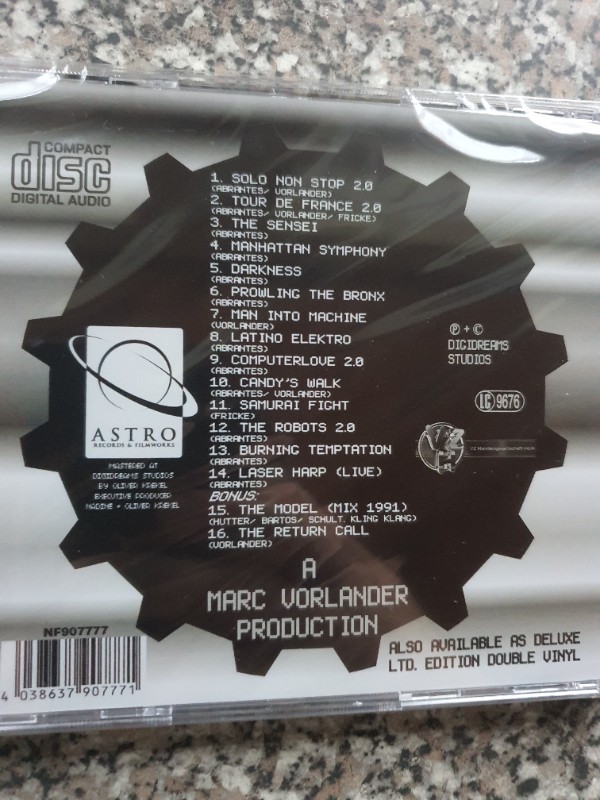 COMPACT
disc
DIGITAL AUDIO
1. SOLO NON STOP 2.0
(ABRANTES/ VORLANDER)
2. TOUR DE FRANCE 2.0
(ABRANTES/ VORLANDER/ FRICKE)
3. THE SENSEI
(ABRANTES)
4. MANHATTAN SYMPHONY
(ABRANTES)
5. DARKNESS
(ABRANTES)
6. PROWLING THE BRONX
(ABRANTES)
7. MAN INTO MACHINE
(VORLANDER)
8. LATINO ELEKTRO
(ABRANTES)
9. COMPUTERLOVE 2.0
(ABRANTES)
10. CANDY'S WALK
(ABRANTES/ VORLANDER)
11. SAMURAI FIGHT
(FRICKE)
12. THE ROBOTS 2.0
(ABRANTES)
13. BURNING TEMPTATION
(ABRANTES)
14. LASER HARP (LIVE)
(ABRANTES)
BONUS:
15. THE MODEL (MIX 1991)
(HUTTER/ BARTOS/ SCHULT. KLING KLANG)
16. THE RETURN CALL
(VORLANDER)
A
MARC VORLANDER
PRODUCTION
ASTRO
RECORDS & FILMWORKS
MASTERED AT
DIGIDREAMS STUDIOS
BY OLIVER KREKEL
EXECUTIVE PRODUCER
NADINE + OLIVER KREKEL
℗ + ©
DIGIDREAMS
STUDIOS
LC 9676
NF907777
4 038637 907771
ALSO AVAILABLE AS DELUXE
LTD. EDITION DOUBLE VINYL